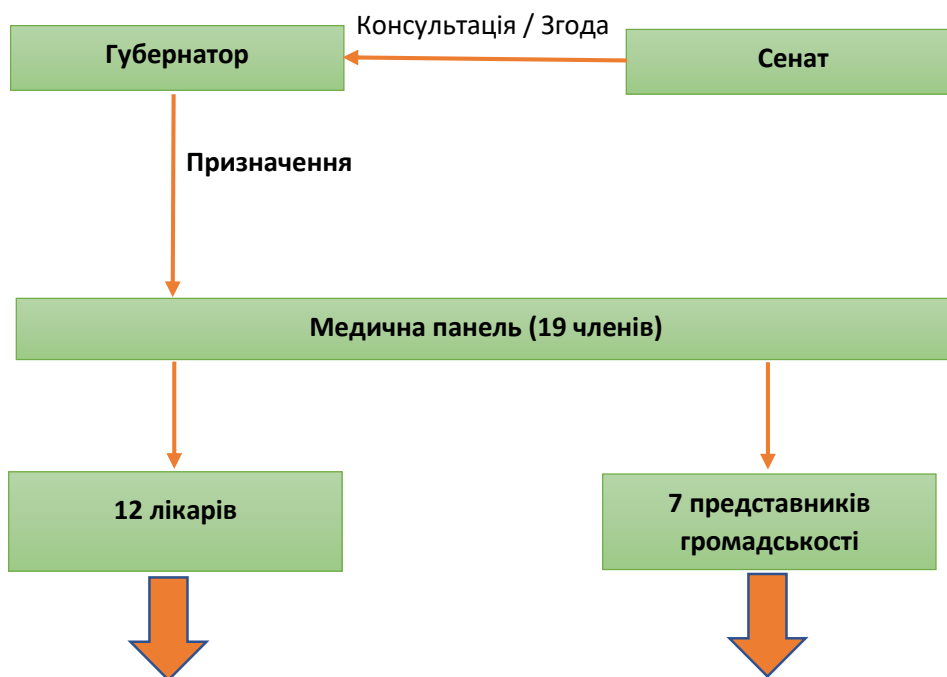 Консультація / Згода
Губернатор
Сенат
Призначення
Медична панель (19 членів)
12 лікарів
7 представників
громадськості